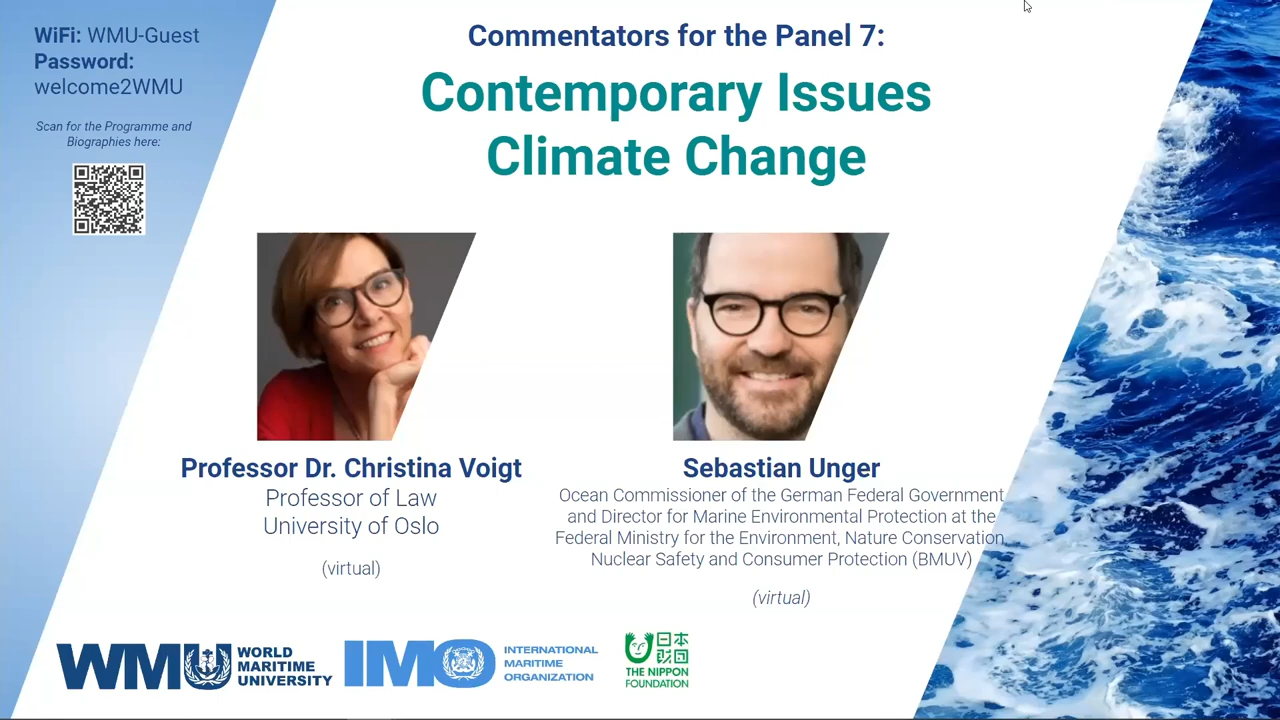 WiFi: WMU-Guest
Password:
welcome2WMU
Scan for the Programme and
Biographies here:
Commentators for the Panel 7:
Contemporary Issues
Climate Change
Professor Dr. Christina Voigt
Professor of Law
University of Oslo
(virtual)
Sebastian Unger
Ocean Commissioner of the German Federal Government
and Director for Marine Environmental Protection at the
Federal Ministry for the Environment, Nature Conservation
Nuclear Safety and Consumer Protection (BMUV)
(virtual)
WMU WORLD
MARITIME
UNIVERSITY
IMO INTERNATIONAL
MARITIME
ORGANIZATION
日本
財団
THE NIPPON
FOUNDATION